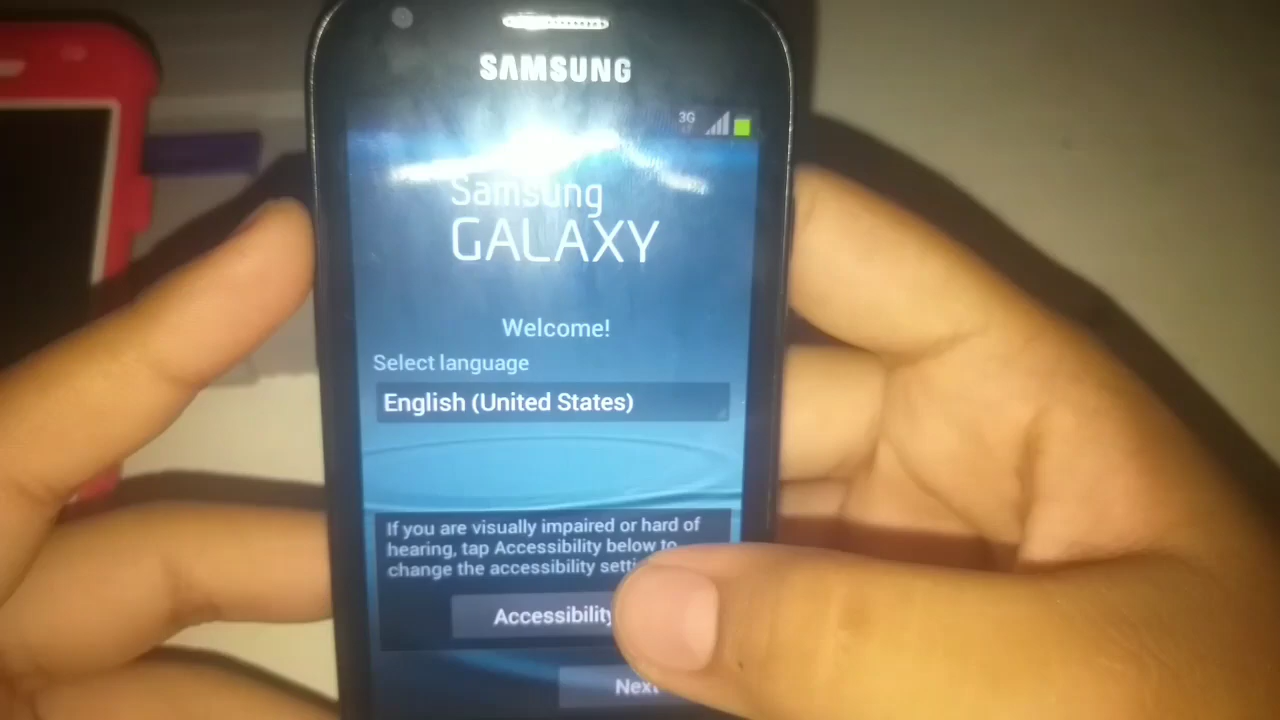 SAMSUNG
3G
Samsung
GALAXY
Welcome!
Select language
English (United States)
If you are visually impaired or hard of
hearing, tap Accessibility below to
change the accessibility
Accessibility
Next